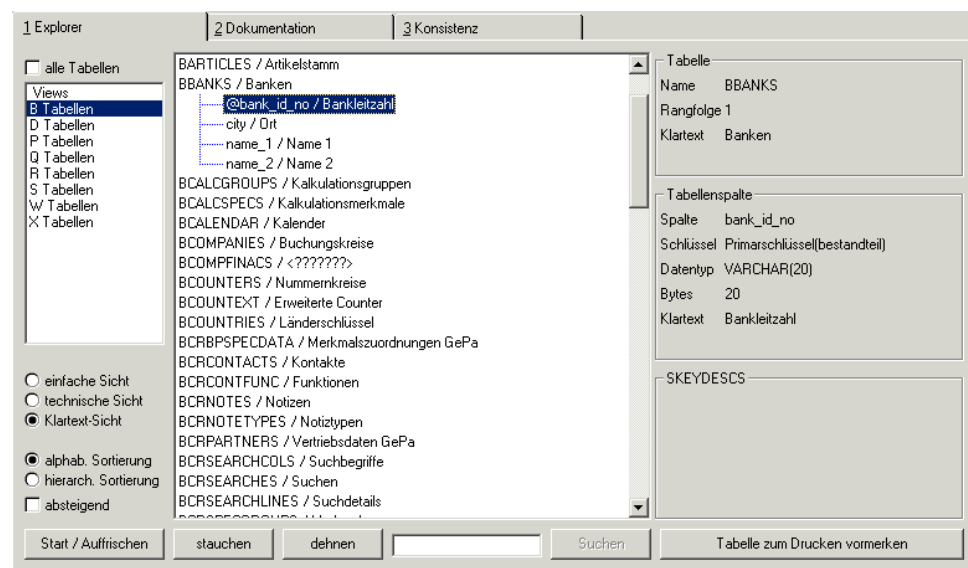 1 Explorer
2 Dokumentation
3 Konsistenz
alle Tabellen
Views
B Tabellen
D Tabellen
P Tabellen
Q Tabellen
R Tabellen
S Tabellen
W Tabellen
X Tabellen
einfache Sicht
technische Sicht
Klartext-Sicht
alphab. Sortierung
hierarch. Sortierung
absteigend
BARTICLES / Artikelstamm
BBANKS / Banken
@bank_id_no / Bankleitzahl
city / Ort
name_1 / Name 1
name_2 / Name 2
BCALCGROUPS / Kalkulationsgruppen
BCALCSPECS / Kalkulationsmerkmale
BCALENDAR / Kalender
BCOMPANIES / Buchungskreise
BCOMPFINACS / <???????>
BCOUNTERS / Nummernkreise
BCOUNTEXT / Erweiterte Counter
BCOUNTRIES / Länderschlüssel
BCRBPSPECDATA / Merkmalszuordnungen GePa
BCRCONTACTS / Kontakte
BCRCONTFUNC / Funktionen
BCRNOTES / Notizen
BCRNOTETYPES / Notiztypen
BCRPARTNERS / Vertriebsdaten GePa
BCRSEARCHCOLS / Suchbegriffe
BCRSEARCHES / Suchen
BCRSEARCHLINES / Suchdetails
Tabelle
Name BBANKS
Rangfolge 1
Klartext Banken
Tabellenspalte
Spalte bank_id_no
Schlüssel Primarschlüssel(bestandteil)
Datentyp VARCHAR(20)
Bytes 20
Klartext Bankleitzahl
SKEYDESCS
Start / Auffrischen
stauchen
dehnen
Suchen
Tabelle zum Drucken vormerken